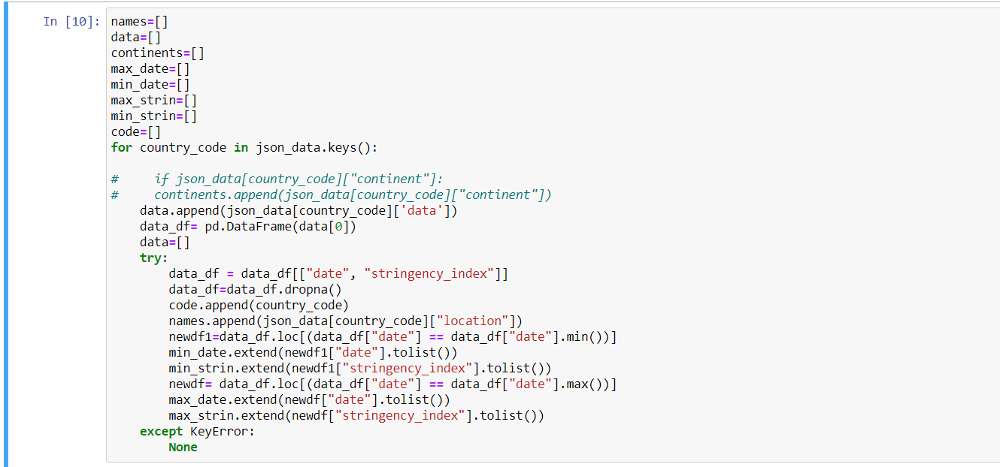 In [10]: names=[]
data=[]
continents=[]
max_date=[]
min_date=[]
max_strin=[]
min_strin=[]
code=[]
for country_code in json_data.keys():

#     if json_data[country_code]["continent"]:
#     continents.append(json_data[country_code]["continent"])
    data.append(json_data[country_code]['data'])
    data_df= pd.DataFrame(data[0])
    data=[]
    try:
        data_df = data_df[["date", "stringency_index"]]
        data_df=data_df.dropna()
        code.append(country_code)
        names.append(json_data[country_code]["location"])
        newdf1=data_df.loc[(data_df["date"] == data_df["date"].min())]
        min_date.extend(newdf1["date"].tolist())
        min_strin.extend(newdf1["stringency_index"].tolist())
        newdf= data_df.loc[(data_df["date"] == data_df["date"].max())]
        max_date.extend(newdf["date"].tolist())
        max_strin.extend(newdf["stringency_index"].tolist())
    except KeyError:
        None